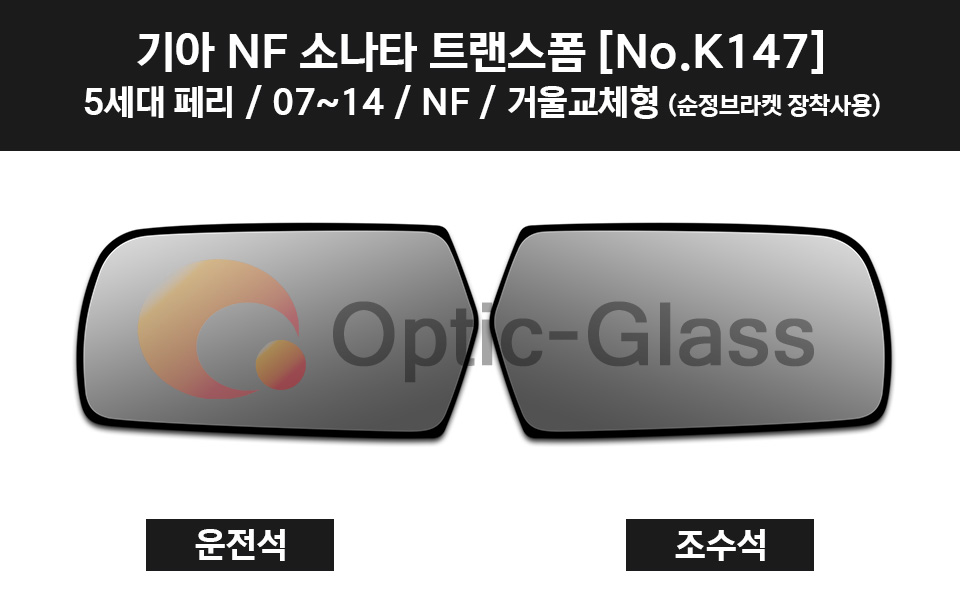 기아 NF 소나타 트랜스폼 [No.K147]
5세대 페리 / 07~14 / NF / 거울교체형 (순정브라켓 장착사용)
Optic-Glass
운전석
조수석